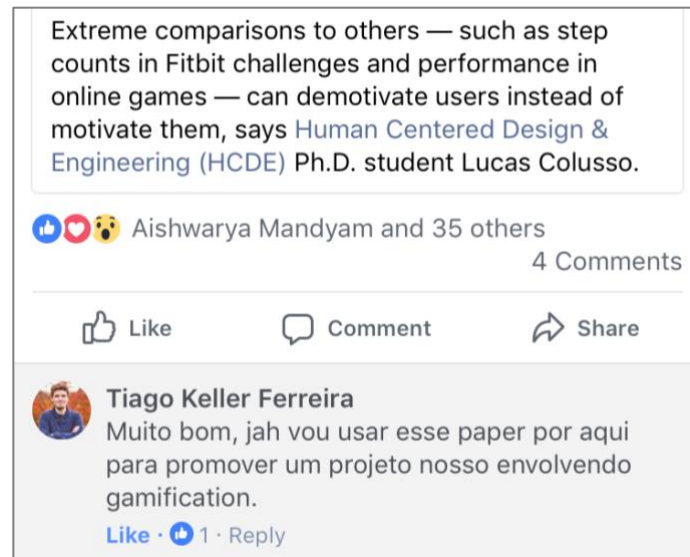 Extreme comparisons to others — such as step
counts in Fitbit challenges and performance in
online games — can demotivate users instead of
motivate them, says Human Centered Design &
Engineering (HCDE) Ph.D. student Lucas Colusso.
Aishwarya Mandyam and 35 others
4 Comments
Like Comment Share
Tiago Keller Ferreira
Muito bom, jah vou usar esse paper por aqui
para promover um projeto nosso envolvendo
gamification.
Like · 1 · Reply